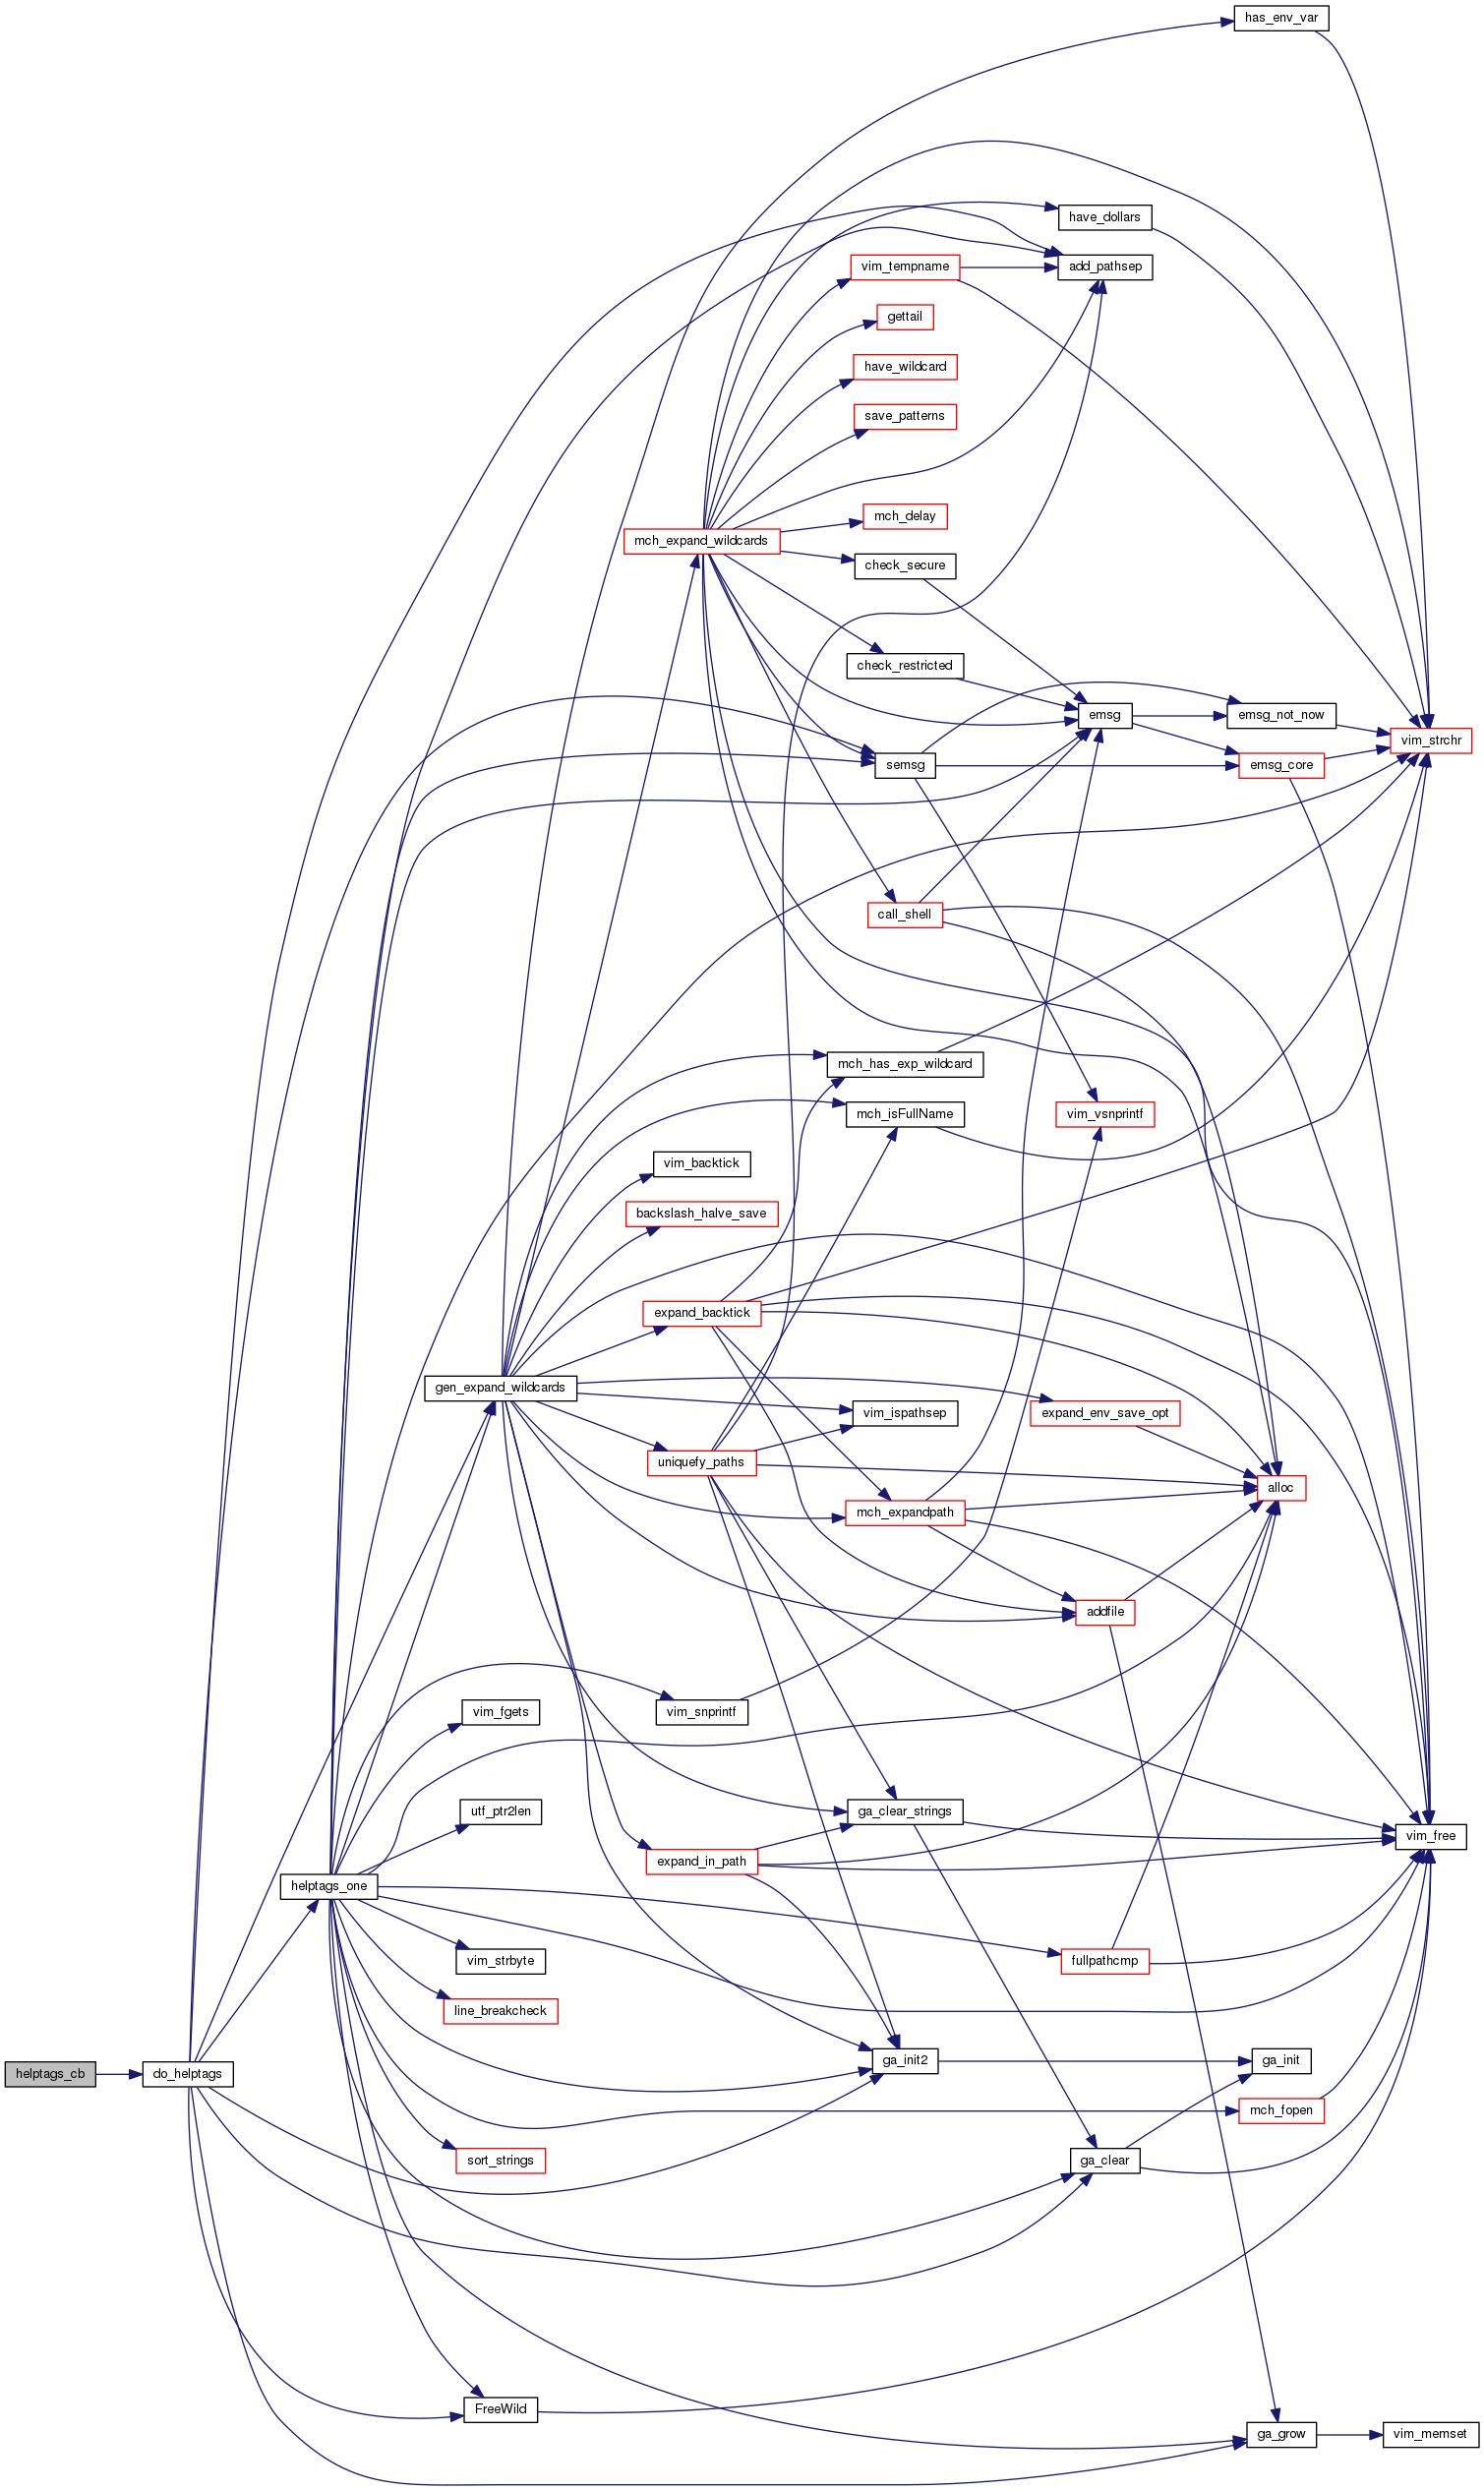 has_env_var
have_dollars
add_pathsep
vim_tempname
gettail
have_wildcard
save_patterns
mch_delay
mch_expand_wildcards
check_secure
check_restricted
emsg
emsg_not_now
vim_strchr
semsg
emsg_core
call_shell
mch_has_exp_wildcard
mch_isFullName
vim_vsnprintf
vim_backtick
backslash_halve_save
expand_backtick
gen_expand_wildcards
vim_ispathsep
expand_env_save_opt
uniquefy_paths
alloc
mch_expandpath
addfile
vim_fgets
vim_snprintf
utf_ptr2len
ga_clear_strings
vim_free
expand_in_path
helptags_one
vim_strbyte
fullpathcmp
line_breakcheck
helptags_cb
do_helptags
ga_init2
ga_init
mch_fopen
sort_strings
ga_clear
FreeWild
ga_grow
vim_memset